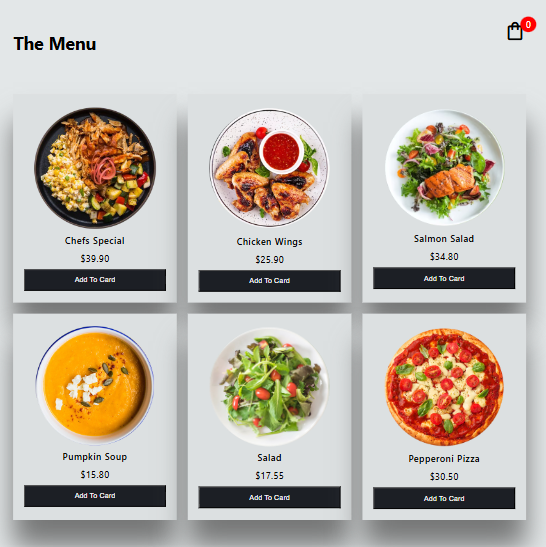 The Menu
0
Chefs Special
$39.90
Add To Card
Chicken Wings
$25.90
Add To Card
Salmon Salad
$34.80
Add To Card
Pumpkin Soup
$15.80
Add To Card
Salad
$17.55
Add To Card
Pepperoni Pizza
$30.50
Add To Card